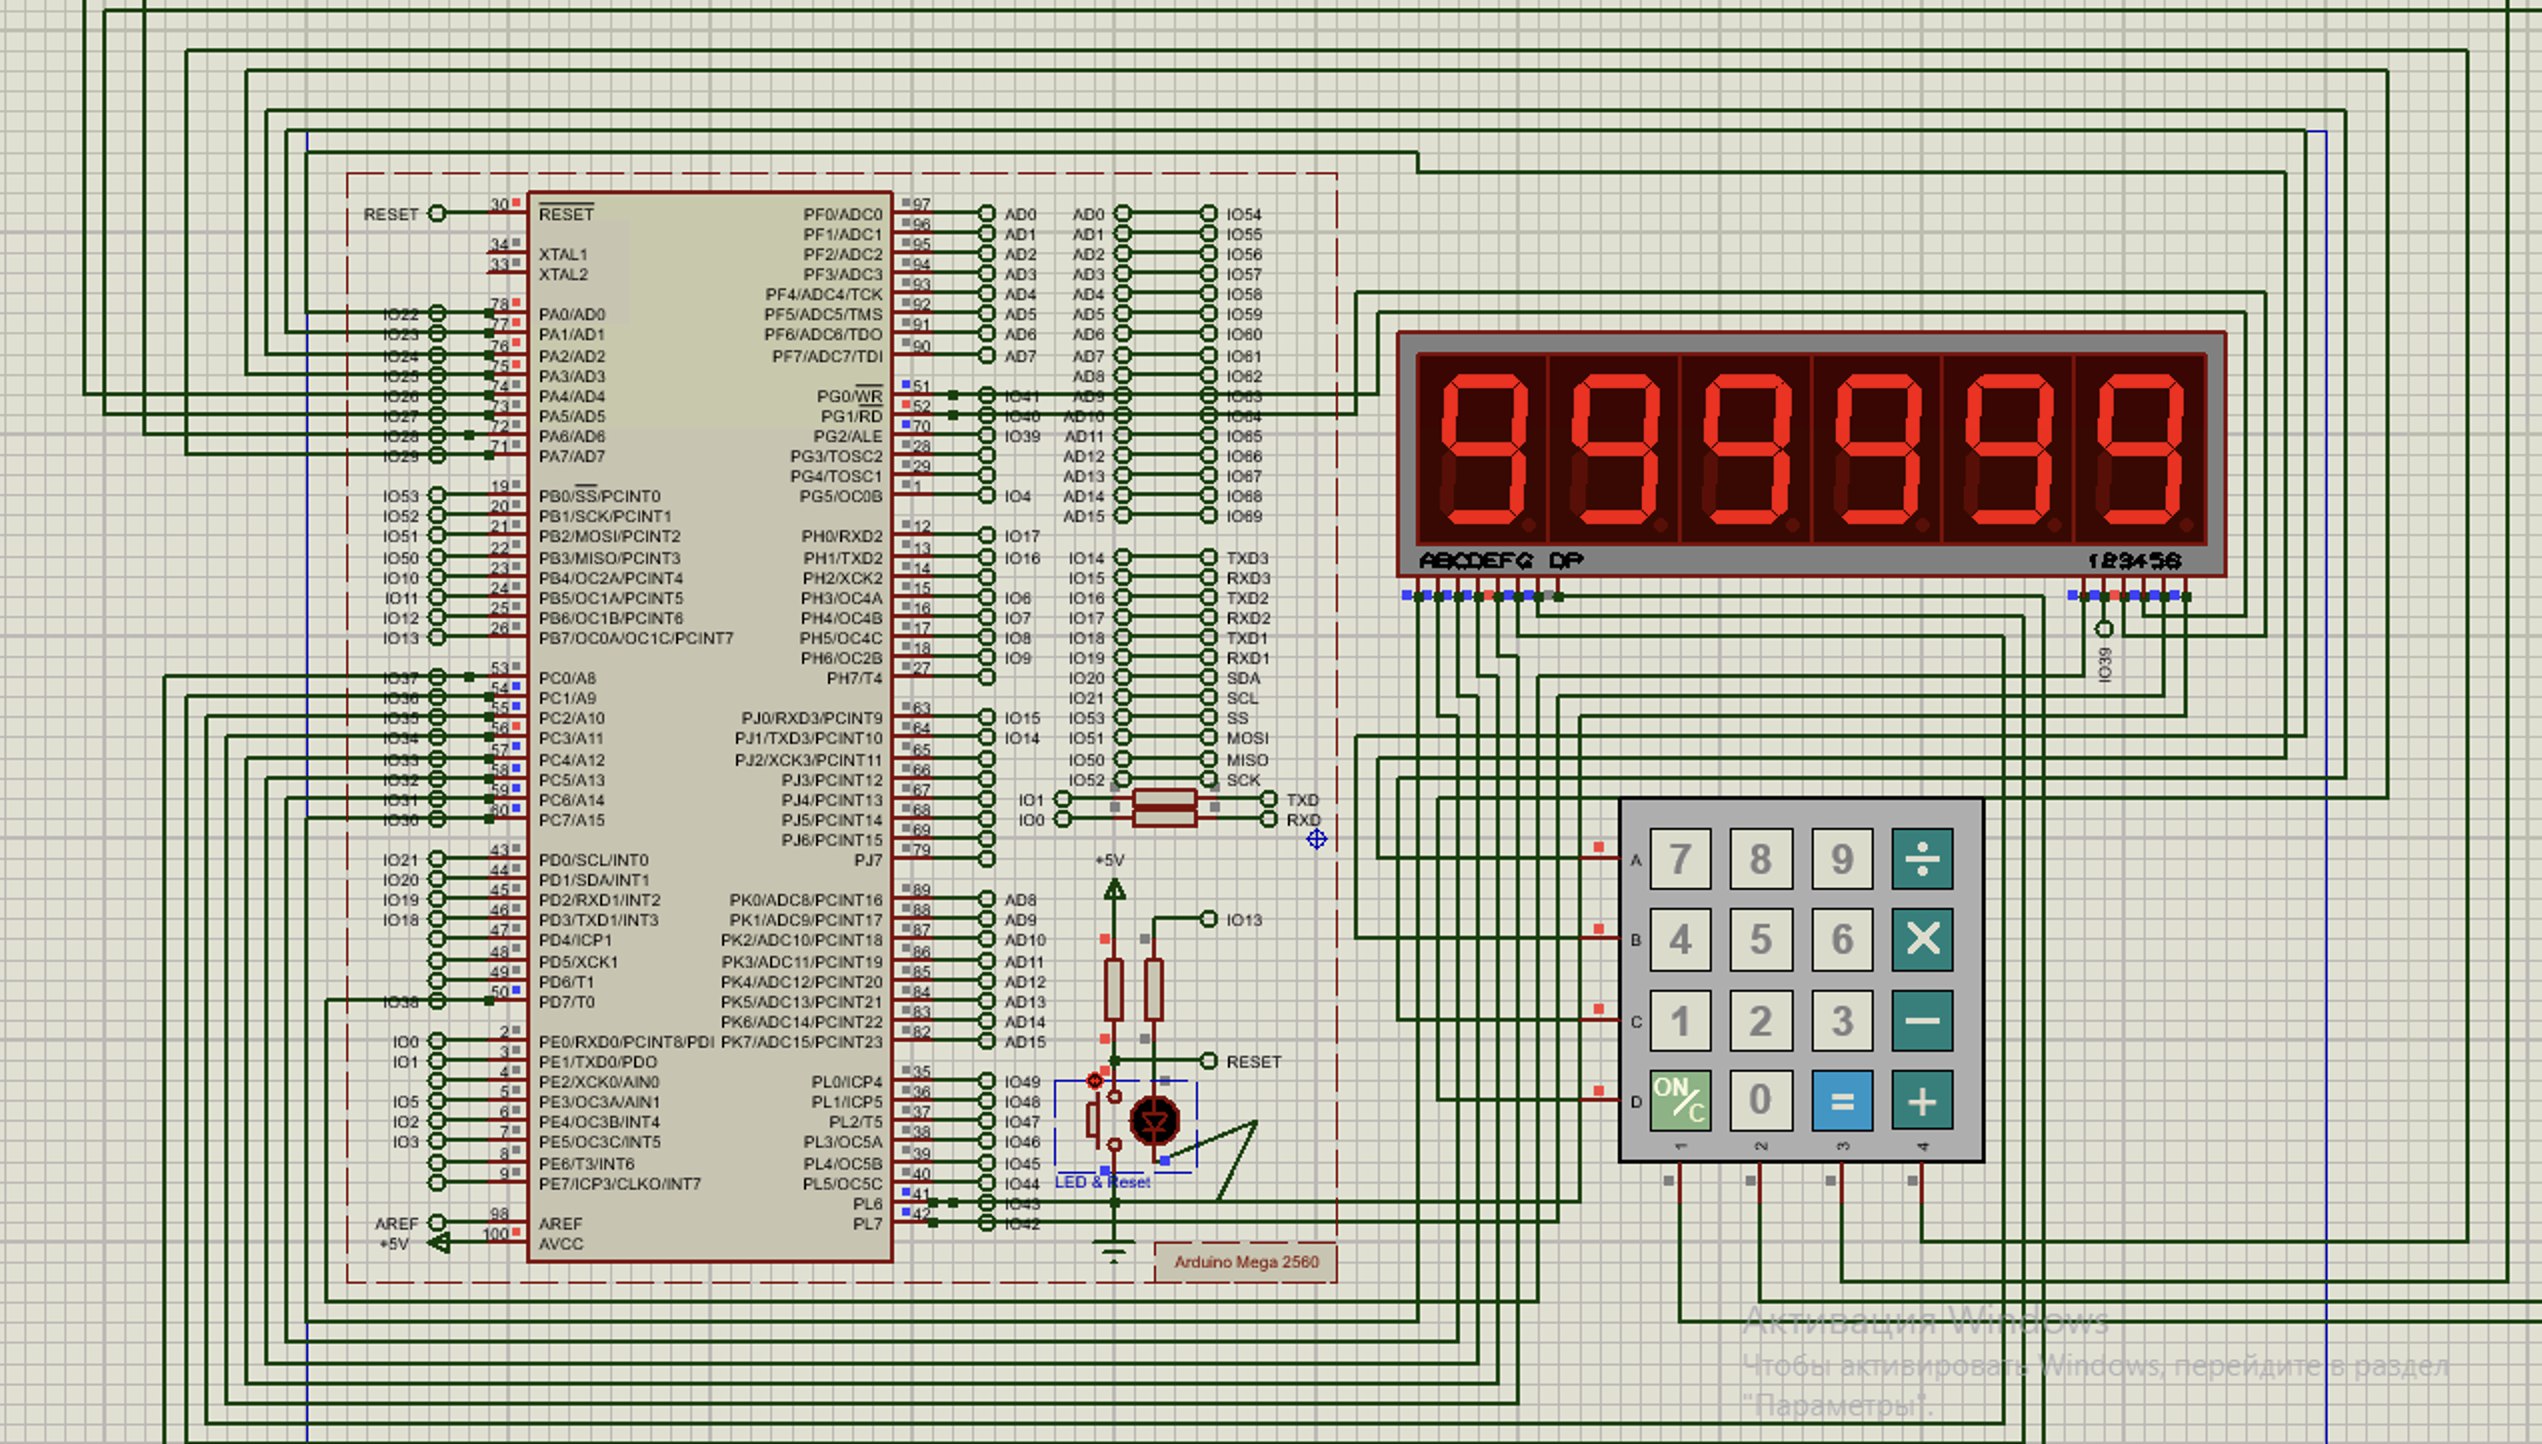 RESET 30 RESET
34 XTAL1
33 XTAL2
IO22 78 PA0/AD0
IO23 77 PA1/AD1
IO24 76 PA2/AD2
IO25 75 PA3/AD3
IO26 74 PA4/AD4
IO27 73 PA5/AD5
IO28 72 PA6/AD6
IO29 71 PA7/AD7
IO53 19 PB0/SS/PCINT0
IO52 20 PB1/SCK/PCINT1
IO51 21 PB2/MOSI/PCINT2
IO50 22 PB3/MISO/PCINT3
IO10 23 PB4/OC2A/PCINT4
IO11 24 PB5/OC1A/PCINT5
IO12 25 PB6/OC1B/PCINT6
IO13 26 PB7/OC0A/OC1C/PCINT7
IO37 53 PC0/A8
IO36 54 PC1/A9
IO35 55 PC2/A10
IO34 56 PC3/A11
IO33 57 PC4/A12
IO32 58 PC5/A13
IO31 59 PC6/A14
IO30 60 PC7/A15
IO21 43 PD0/SCL/INT0
IO20 44 PD1/SDA/INT1
IO19 45 PD2/RXD1/INT2
IO18 46 PD3/TXD1/INT3
47 PD4/ICP1
48 PD5/XCK1
49 PD6/T1
IO38 50 PD7/T0
IO0 2 PE0/RXD0/PCINT8/PDI
IO1 3 PE1/TXD0/PDO
4 PE2/XCK0/AIN0
IO5 5 PE3/OC3A/AIN1
IO2 6 PE4/OC3B/INT4
IO3 7 PE5/OC3C/INT5
8 PE6/T3/INT6
9 PE7/ICP3/CLKO/INT7
AREF 98 AREF
+5V 100 AVCC
PF0/ADC0 97 AD0
PF1/ADC1 96 AD1
PF2/ADC2 95 AD2
PF3/ADC3 94 AD3
PF4/ADC4/TCK 93 AD4
PF5/ADC5/TMS 92 AD5
PF6/ADC6/TDO 91 AD6
PF7/ADC7/TDI 90 AD7
PG0/WR 51 IO41
PG1/RD 52 IO40
PG2/ALE 70 IO39
PG3/TOSC2 28
PG4/TOSC1 29
PG5/OC0B 1 IO4
PH0/RXD2 12 IO17
PH1/TXD2 13 IO16
PH2/XCK2 14
PH3/OC4A 15 IO6
PH4/OC4B 16 IO7
PH5/OC4C 17 IO8
PH6/OC2B 18 IO9
PH7/T4 27
PJ0/RXD3/PCINT9 63 IO15
PJ1/TXD3/PCINT10 64 IO14
PJ2/XCK3/PCINT11 65
PJ3/PCINT12 66
PJ4/PCINT13 67
PJ5/PCINT14 68
PJ6/PCINT15 69
PJ7 79
PK0/ADC8/PCINT16 89 AD8
PK1/ADC9/PCINT17 88 AD9
PK2/ADC10/PCINT18 87 AD10
PK3/ADC11/PCINT19 86 AD11
PK4/ADC12/PCINT20 85 AD12
PK5/ADC13/PCINT21 84 AD13
PK6/ADC14/PCINT22 83 AD14
PK7/ADC15/PCINT23 82 AD15
PL0/ICP4 35 IO49
PL1/ICP5 36 IO48
PL2/T5 37 IO47
PL3/OC5A 38 IO46
PL4/OC5B 39 IO45
PL5/OC5C 40 IO44
PL6 41 IO43
PL7 42 IO42
AD0 IO54
AD1 IO55
AD2 IO56
AD3 IO57
AD4 IO58
AD5 IO59
AD6 IO60
AD7 IO61
AD8 IO62
AD9 IO63
AD10 IO64
AD11 IO65
AD12 IO66
AD13 IO67
AD14 IO68
AD15 IO69
IO14 TXD3
IO15 RXD3
IO16 TXD2
IO17 RXD2
IO18 TXD1
IO19 RXD1
IO20 SDA
IO21 SCL
IO53 SS
IO51 MOSI
IO50 MISO
IO52 SCK
IO1 TXD
IO0 RXD
+5V
IO13
RESET
LED & Reset
Arduino Mega 2560
999999
ABCDEFG DP 123456
IO39
A 7 8 9 ÷
B 4 5 6 ×
C 1 2 3 −
D ON/C 0 = +
1 2 3 4
Активация Windows
Чтобы активировать Windows, перейдите в раздел
"Параметры".